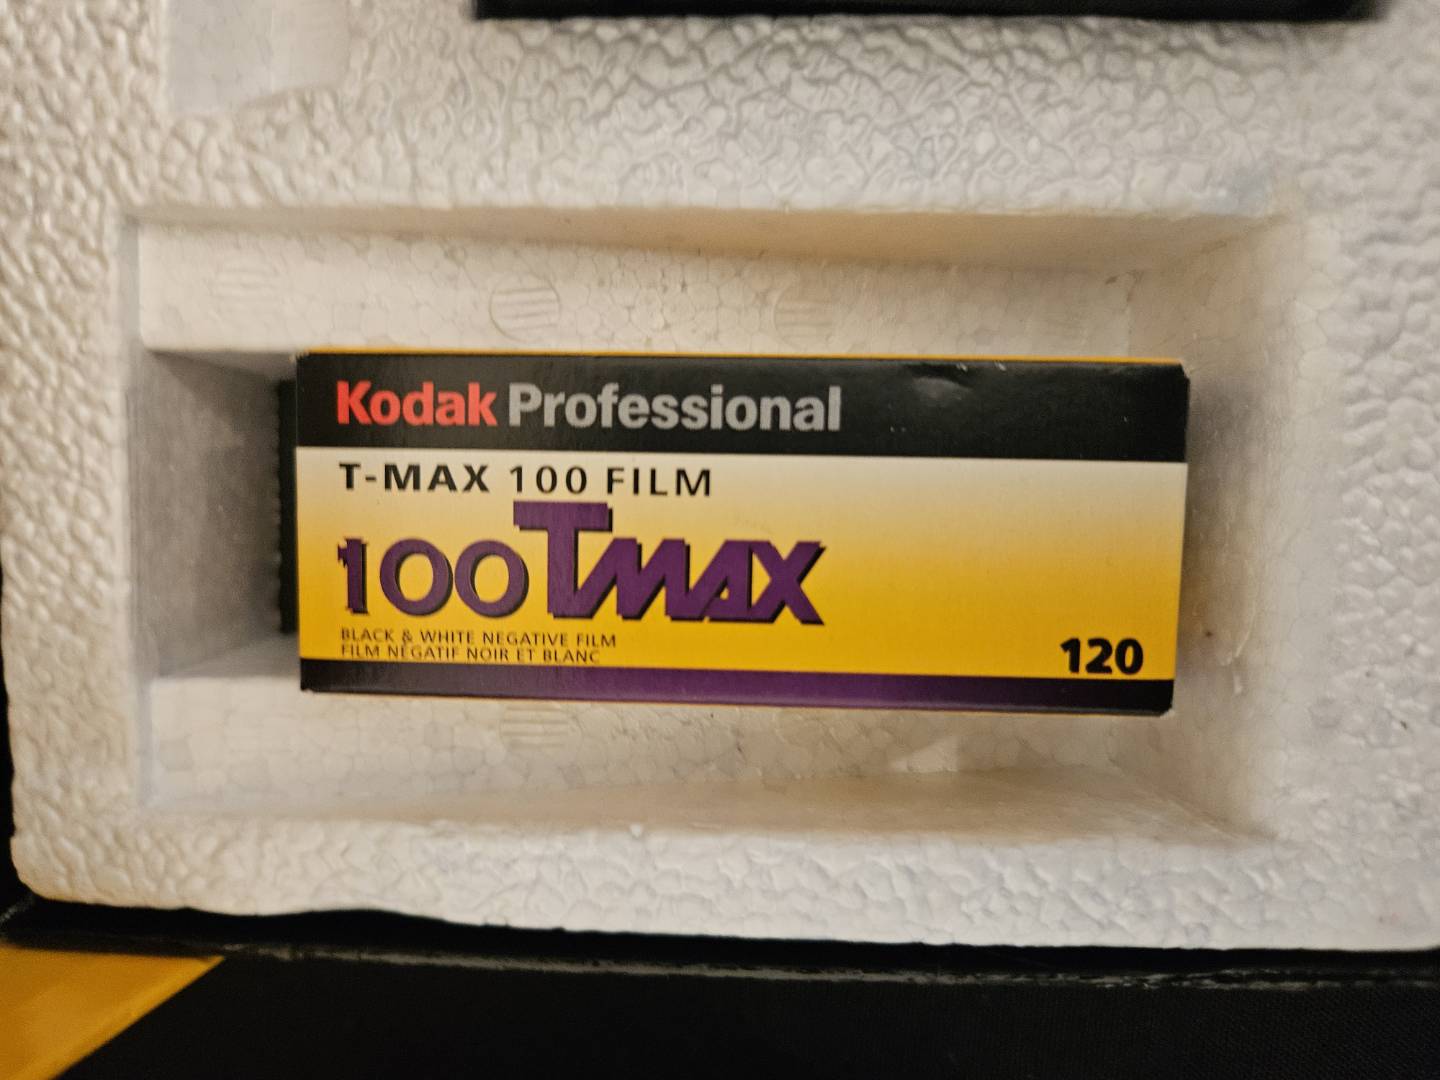 Kodak Professional
T-MAX 100 FILM
100 TMAX
BLACK & WHITE NEGATIVE FILM
FILM NÉGATIF NOIR ET BLANC
120